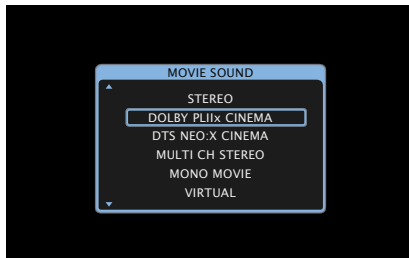 MOVIE SOUND
STEREO
DOLBY PLIIx CINEMA
DTS NEO:X CINEMA
MULTI CH STEREO
MONO MOVIE
VIRTUAL